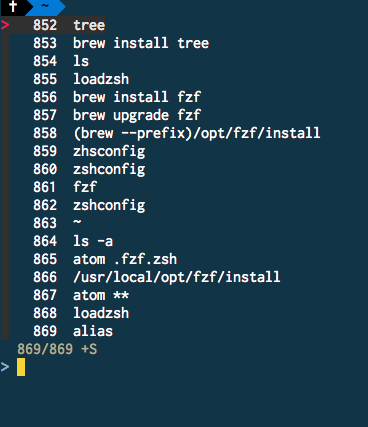 ✝ ~
> 852 tree
853 brew install tree
854 ls
855 loadzsh
856 brew install fzf
857 brew upgrade fzf
858 (brew --prefix)/opt/fzf/install
859 zhsconfig
860 zshconfig
861 fzf
862 zshconfig
863 ~
864 ls -a
865 atom .fzf.zsh
866 /usr/local/opt/fzf/install
867 atom **
868 loadzsh
869 alias
869/869 +S
>